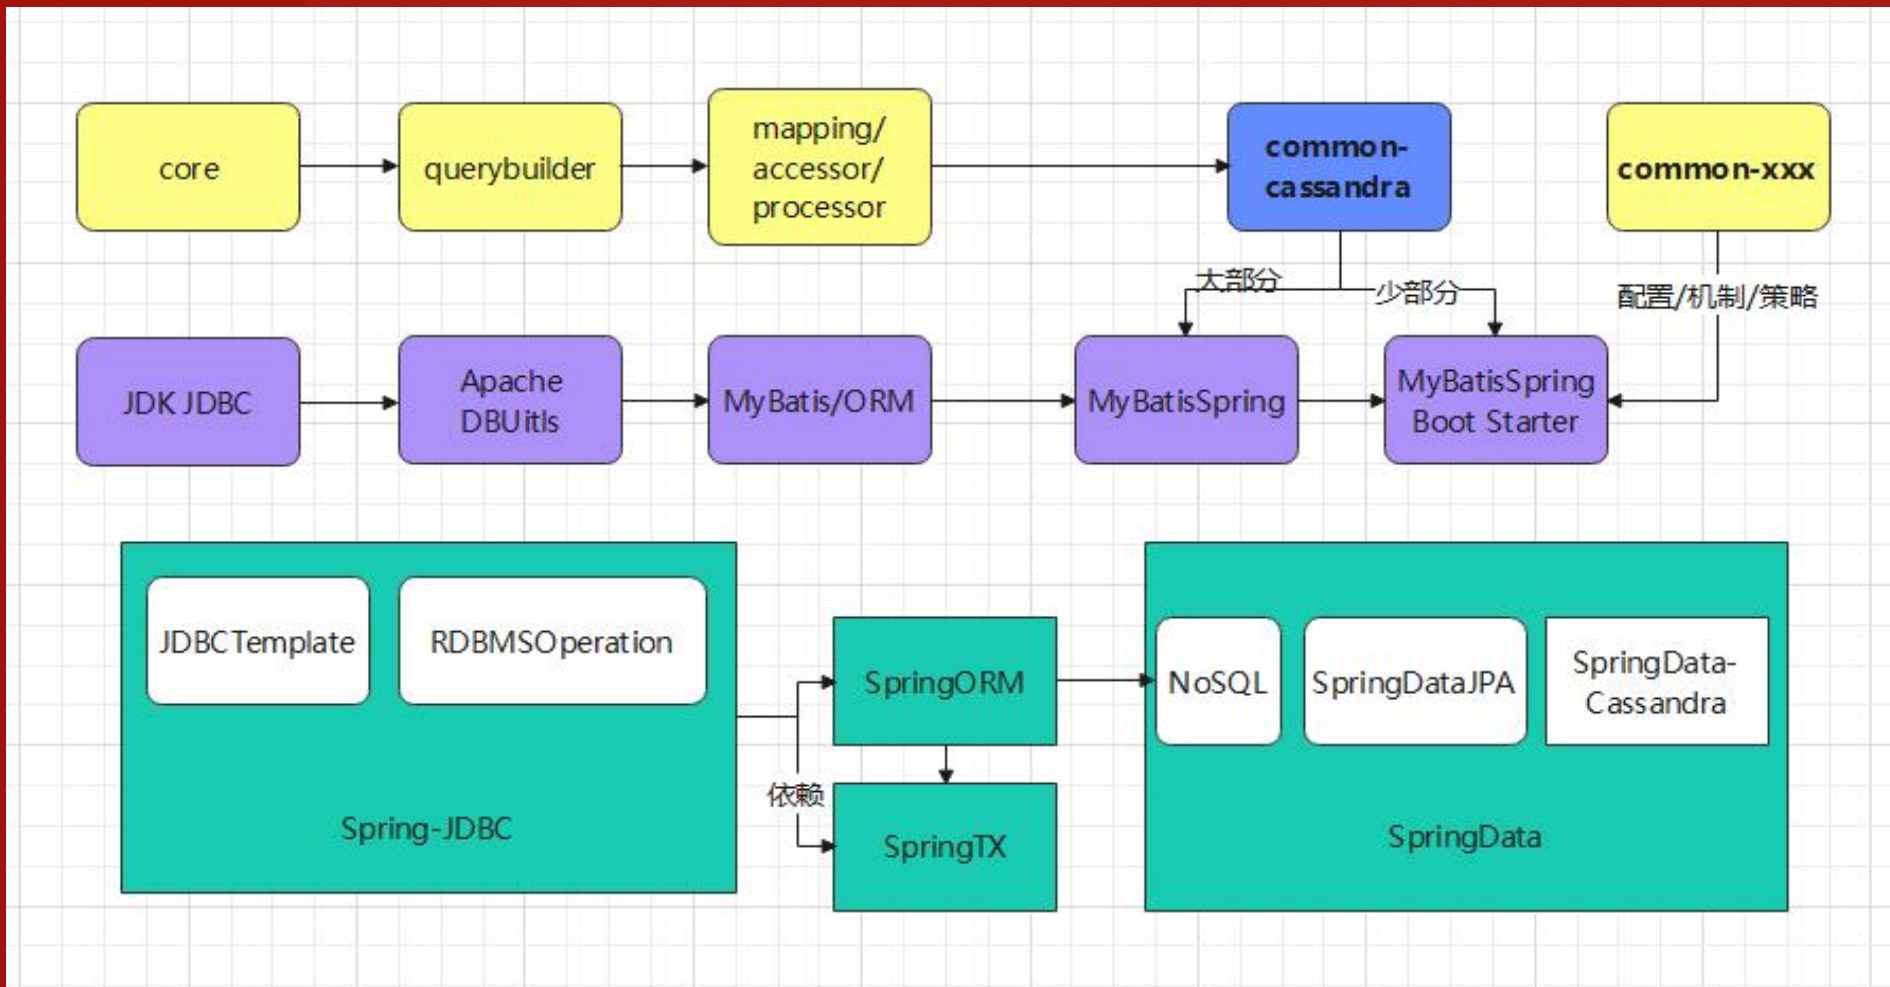 core
querybuilder
mapping/
accessor/
processor
common-
cassandra
common-xxx
大部分
少部分
配置/机制/策略
JDK JDBC
Apache
DBUitls
MyBatis/ORM
MyBatisSpring
MyBatisSpring
Boot Starter
JDBCTemplate
RDBMSOperation
Spring-JDBC
依赖
SpringORM
SpringTX
NoSQL
SpringDataJPA
SpringData-
Cassandra
SpringData